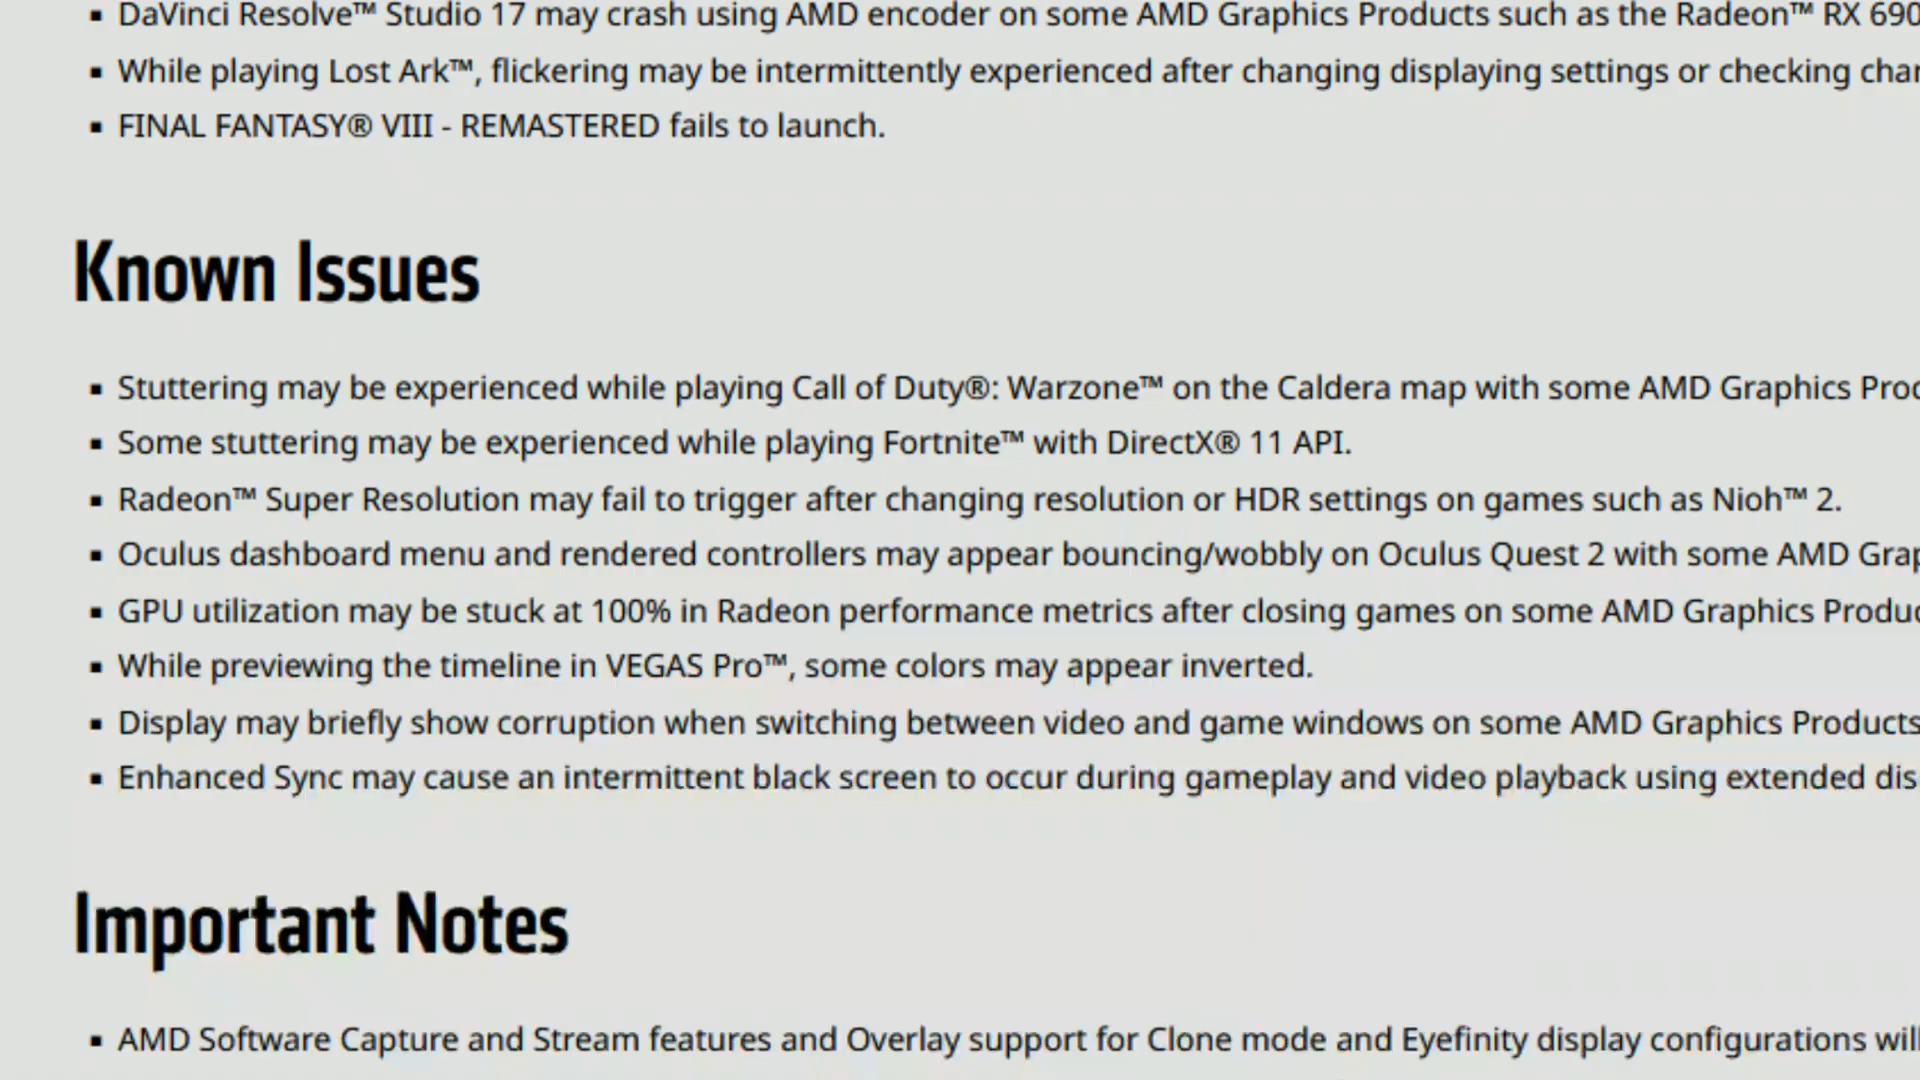 ▪ DaVinci Resolve™ Studio 17 may crash using AMD encoder on some AMD Graphics Products such as the Radeon™ RX 690
▪ While playing Lost Ark™, flickering may be intermittently experienced after changing displaying settings or checking
▪ FINAL FANTASY® VIII - REMASTERED fails to launch.
Known Issues
▪ Stuttering may be experienced while playing Call of Duty®: Warzone™ on the Caldera map with some AMD Graphics
▪ Some stuttering may be experienced while playing Fortnite™ with DirectX® 11 API.
▪ Radeon™ Super Resolution may fail to trigger after changing resolution or HDR settings on games such as Nioh™ 2.
▪ Oculus dashboard menu and rendered controllers may appear bouncing/wobbly on Oculus Quest 2 with some AMD
▪ GPU utilization may be stuck at 100% in Radeon performance metrics after closing games on some AMD Graphics
▪ While previewing the timeline in VEGAS Pro™, some colors may appear inverted.
▪ Display may briefly show corruption when switching between video and game windows on some AMD Graphics Products
▪ Enhanced Sync may cause an intermittent black screen to occur during gameplay and video playback using extended
Important Notes
▪ AMD Software Capture and Stream features and Overlay support for Clone mode and Eyefinity display configurations will